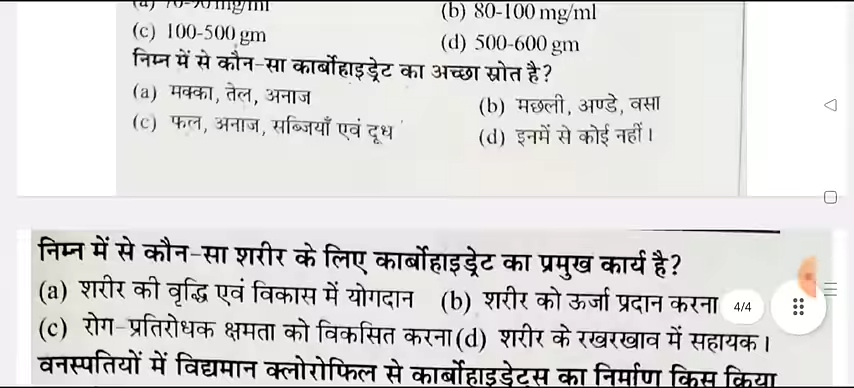 (b) 80-100 mg/ml
(c) 100-500 gm
(d) 500-600 gm
निम्न में से कौन-सा कार्बोहाइड्रेट का अच्छा स्रोत है?
(a) मक्का, तेल, अनाज
(b) मछली, अण्डे, वसा
(c) फल, अनाज, सब्जियाँ एवं दूध
(d) इनमें से कोई नहीं।
निम्न में से कौन-सा शरीर के लिए कार्बोहाइड्रेट का प्रमुख कार्य है?
(a) शरीर की वृद्धि एवं विकास में योगदान (b) शरीर को ऊर्जा प्रदान करना
4/4
(c) रोग-प्रतिरोधक क्षमता को विकसित करना (d) शरीर के रखरखाव में सहायक।
वनस्पतियों में विद्यमान क्लोरोफिल से कार्बोहाइडेटस का निर्माण किस किया